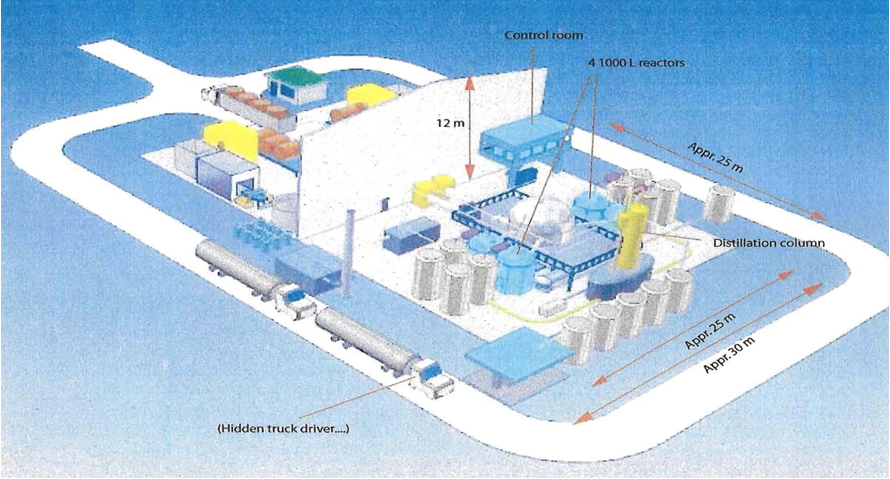 Control room
4 1000 L reactors
12 m
Appr. 25 m
Distillation column
Appr. 25 m
Appr. 30 m
(Hidden truck driver....)